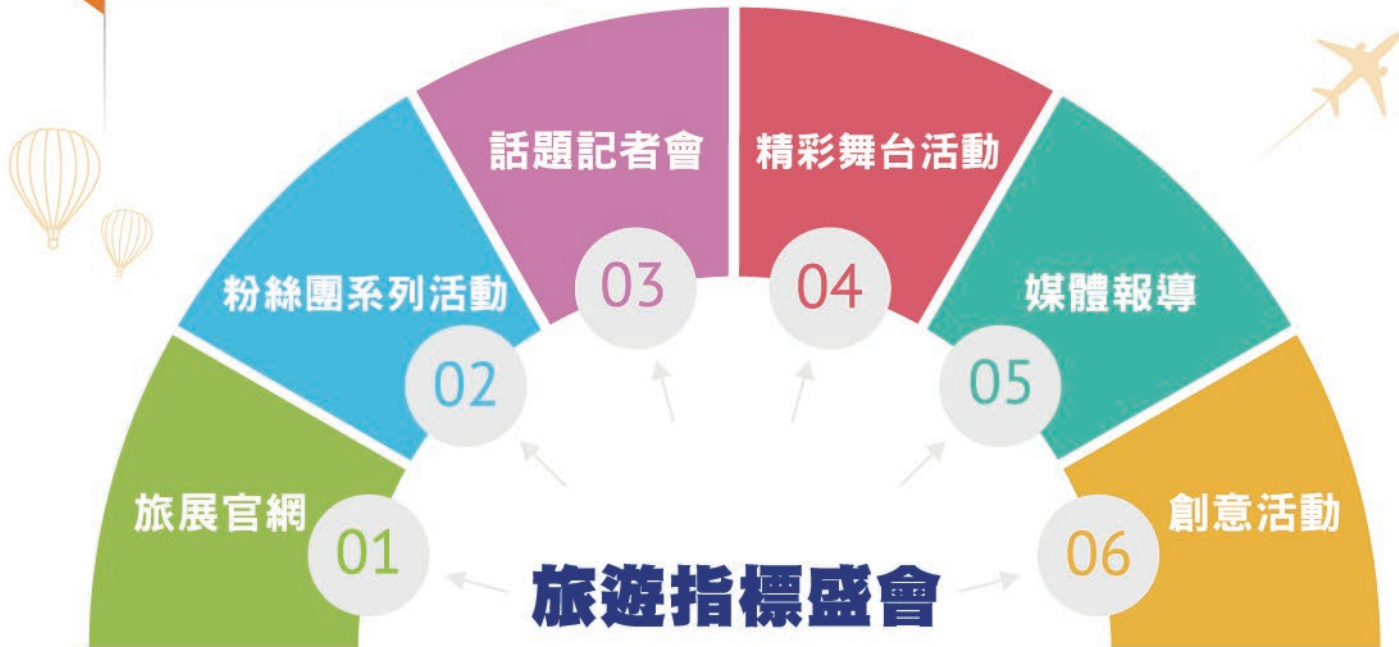 旅展官網
01
粉絲團系列活動
02
話題記者會
03
精彩舞台活動
04
媒體報導
05
創意活動
06
旅遊指標盛會